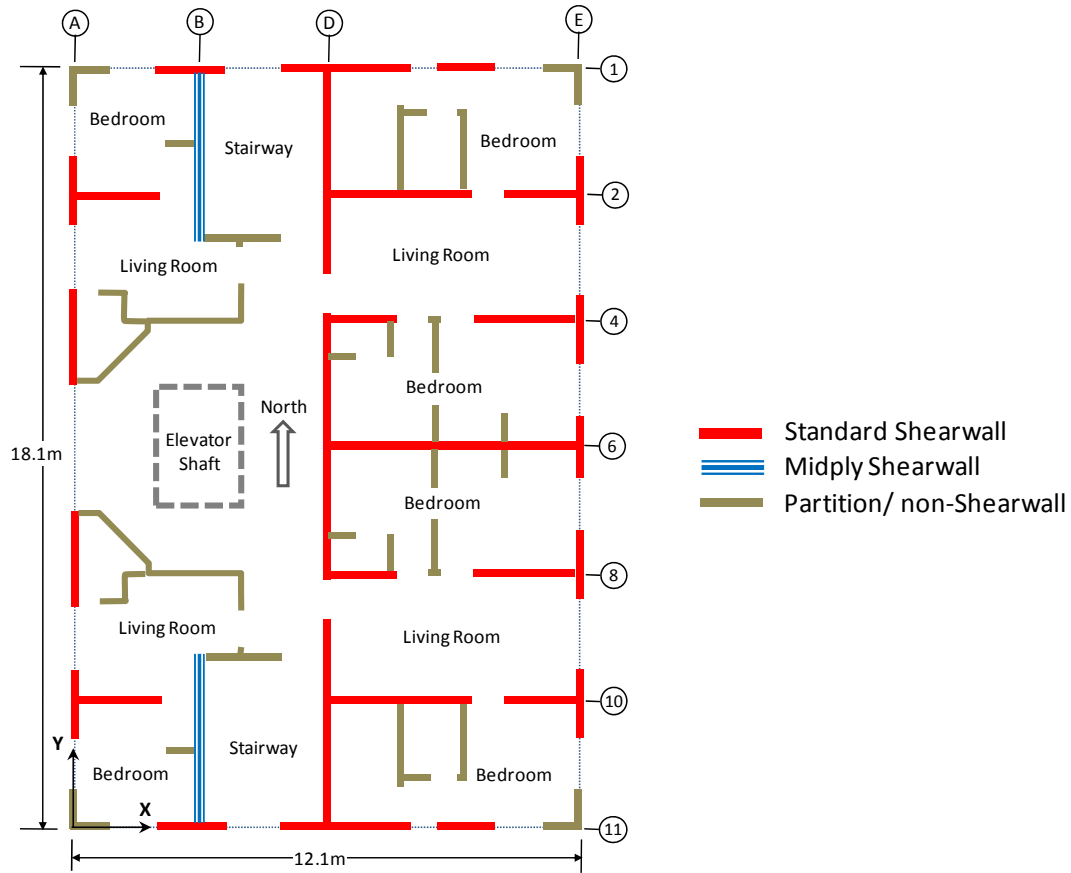 A
B
D
E
1
Bedroom
Stairway
Bedroom
2
Living Room
Living Room
4
North
Bedroom
Elevator
Shaft
18.1m
6
Bedroom
8
Living Room
Living Room
10
Y
Bedroom
Stairway
Bedroom
X
11
12.1m
Standard Shearwall
Midply Shearwall
Partition/ non-Shearwall